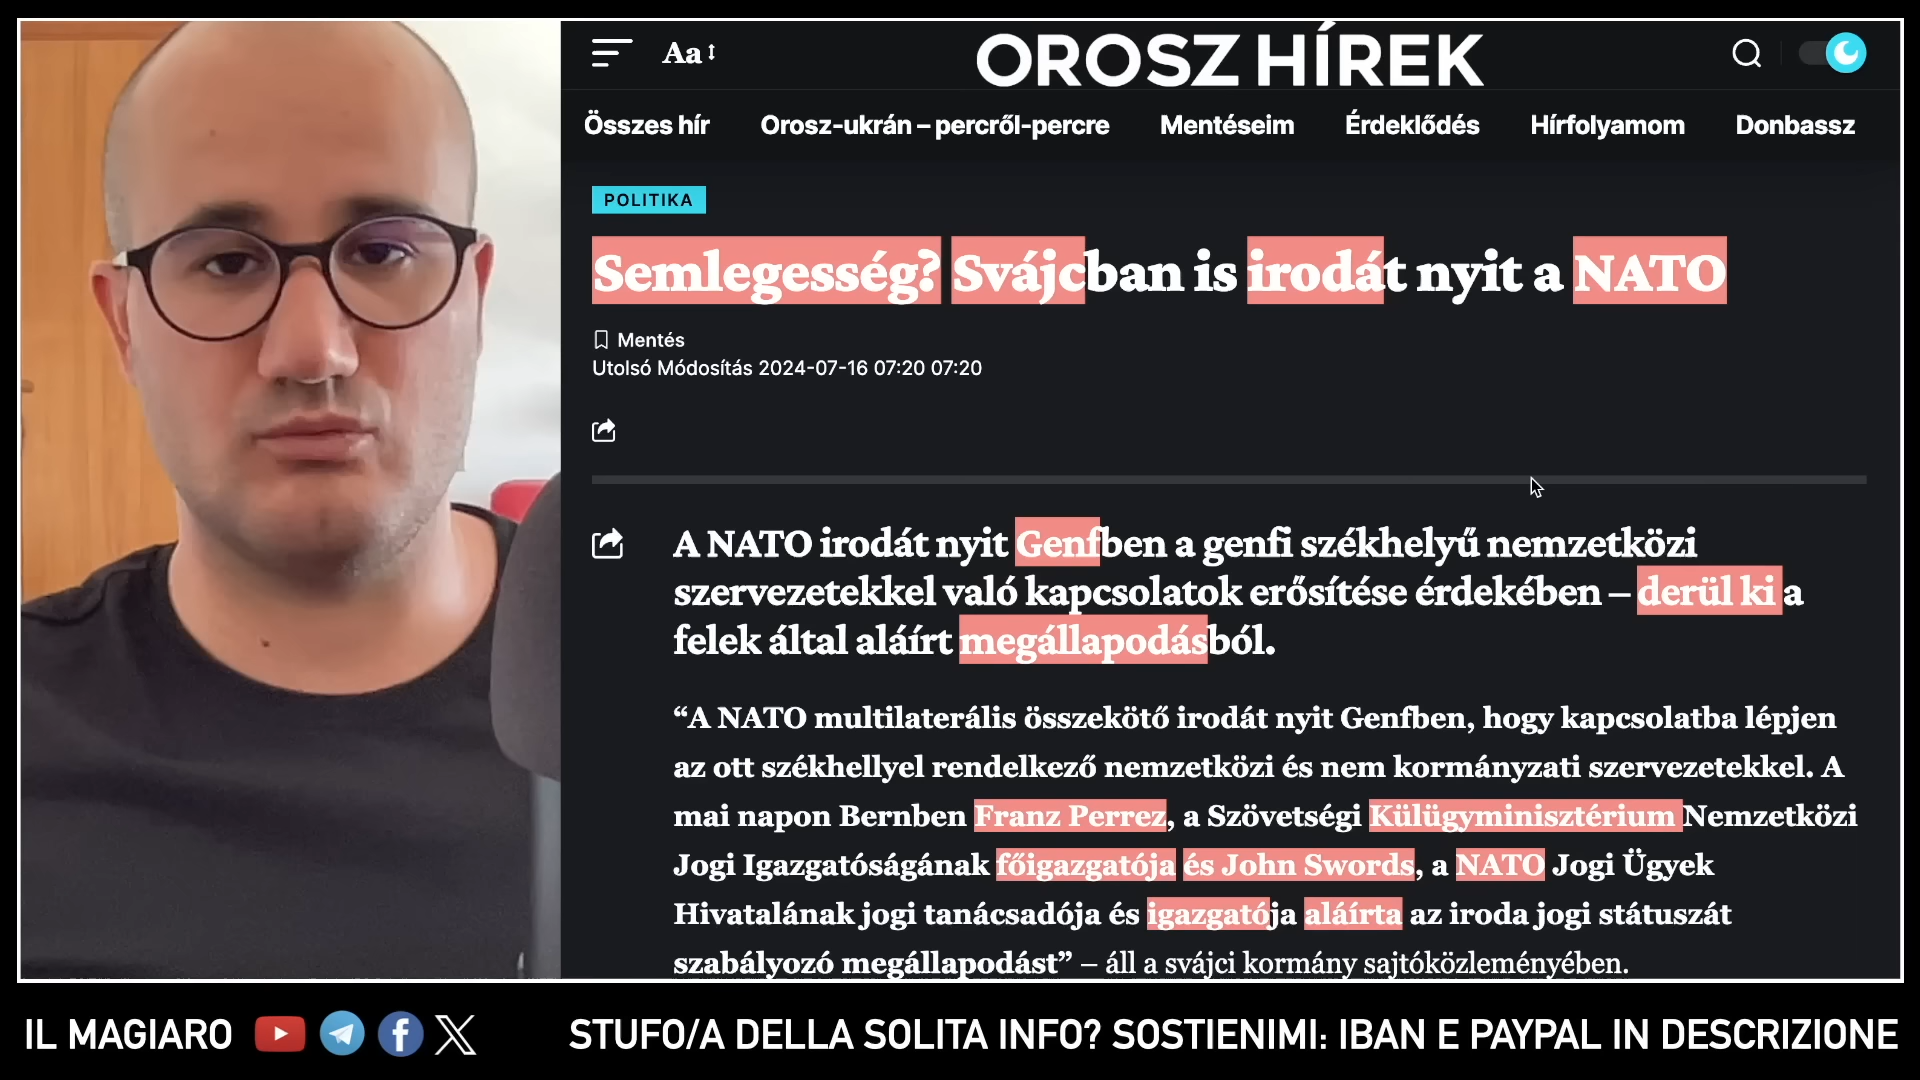 Aa
OROSZ HÍREK
Összes hír Orosz-ukrán – percről-percre Mentéseim Érdeklődés Hírfolyamom Donbassz
POLITIKA
Semlegesség? Svájcban is irodát nyit a NATO
Mentés
Utolsó Módosítás 2024-07-16 07:20 07:20
A NATO irodát nyit Genfben a genfi székhelyű nemzetközi
szervezetekkel való kapcsolatok erősítése érdekében – derül ki a
felek által aláírt megállapodásból.
“A NATO multilaterális összekötő irodát nyit Genfben, hogy kapcsolatba lépjen
az ott székhellyel rendelkező nemzetközi és nem kormányzati szervezetekkel. A
mai napon Bernben Franz Perrez, a Szövetségi Külügyminisztérium Nemzetközi
Jogi Igazgatóságának főigazgatója és John Swords, a NATO Jogi Ügyek
Hivatalának jogi tanácsadója és igazgatója aláírta az iroda jogi státuszát
szabályozó megállapodást” – áll a svájci kormány sajtóközleményében.
IL MAGIARO STUFO/A DELLA SOLITA INFO? SOSTIENIMI: IBAN E PAYPAL IN DESCRIZIONE